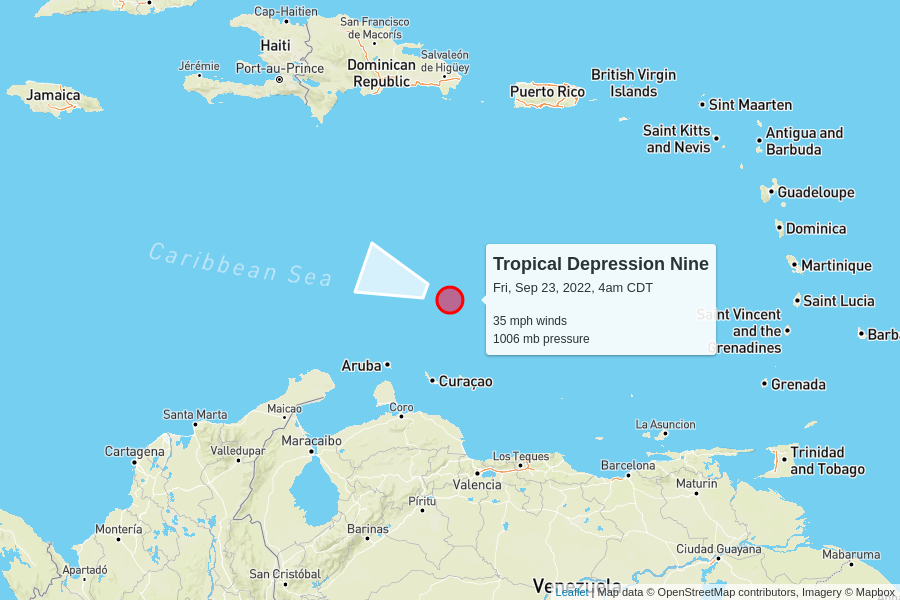 Cap-Haitien
San Francisco
de Macorís
Haiti
Jérémie
Port-au-Prince
Dominican
Republic
Salvaleón
de Higüey
Jamaica
Puerto Rico
British Virgin
Islands
Sint Maarten
Saint Kitts
and Nevis
Antigua and
Barbuda
Guadeloupe
Dominica
Caribbean Sea
Martinique
Tropical Depression Nine
Fri, Sep 23, 2022, 4am CDT
35 mph winds
1006 mb pressure
Saint Lucia
Saint Vincent
and the
Grenadines
Barb
Aruba
Curaçao
Grenada
Maicao
Coro
Santa Marta
La Asuncion
Cartagena
Valledupar
Maracaibo
Los Teques
Barcelona
Trinidad
and Tobago
Valencia
Maturin
Píritu
Montería
Barinas
Ciudad Guayana
Mabaruma
Apartadó
San Cristóbal
Venezuela
Leaflet | Map data © OpenStreetMap contributors, Imagery © Mapbox